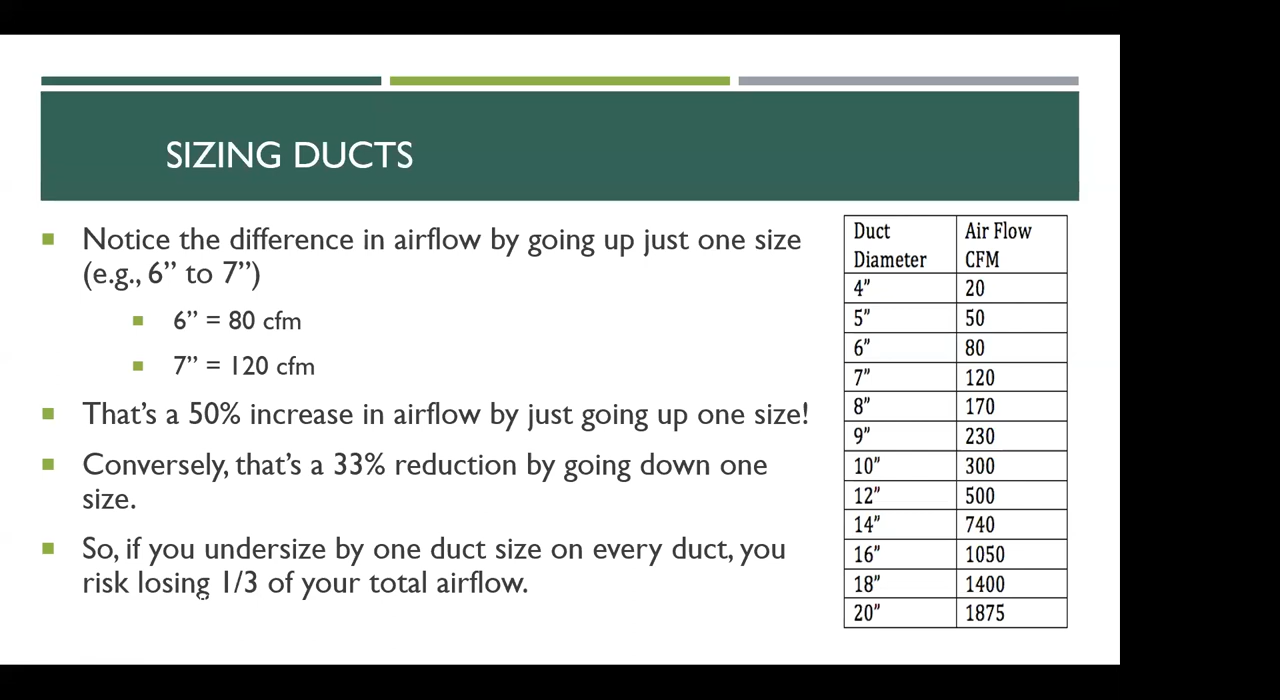 SIZING DUCTS
Notice the difference in airflow by going up just one size
(e.g., 6” to 7”)
6” = 80 cfm
7” = 120 cfm
That’s a 50% increase in airflow by just going up one size!
Conversely, that’s a 33% reduction by going down one
size.
So, if you undersize by one duct size on every duct, you
risk losing 1/3 of your total airflow.
Duct Air Flow
Diameter CFM
4” 20
5” 50
6” 80
7” 120
8” 170
9” 230
10” 300
12” 500
14” 740
16” 1050
18” 1400
20” 1875